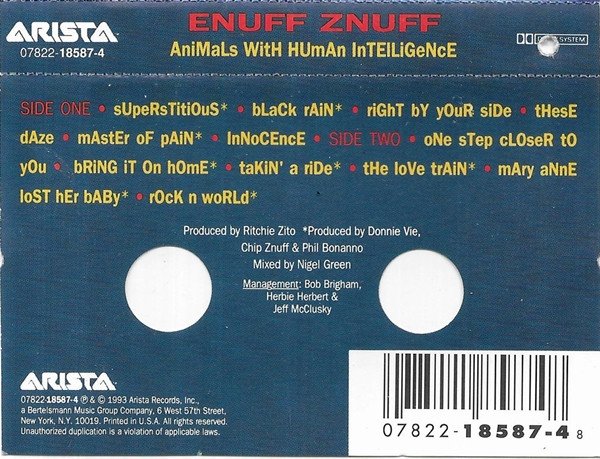 ARISTA
07822-18587-4
ENUFF ZNUFF
AniMaLs WitH HUmAn InTElLiGeNcE
SYSTEM
SIDE ONE • sUpeRsTitiOuS* • bLacK rAiN* • riGhT bY yOuR siDe • tHesE
dAze • mAstEr oF pAiN* • InNOCENcE • SIDE TWO • oNe sTep cLOseR tO
yOu • bRiNG iT On hOmE* • taKiN' a riDe* • tHe loVe trAiN* • mAry aNNe
loST hEr bABy* • rOcK n woRLd*
Produced by Ritchie Zito *Produced by Donnie Vie,
Chip Znuff & Phil Bonanno
Mixed by Nigel Green
Management: Bob Brigham,
Herbie Herbert &
Jeff McClusky
ARISTA
07822-18587-4 ℗ & © 1993 Arista Records, Inc.,
a Bertelsmann Music Group Company, 6 West 57th Street,
New York, N.Y. 10019. Printed in U.S.A. All rights reserved.
Unauthorized duplication is a violation of applicable laws.
07822-18587-4 8